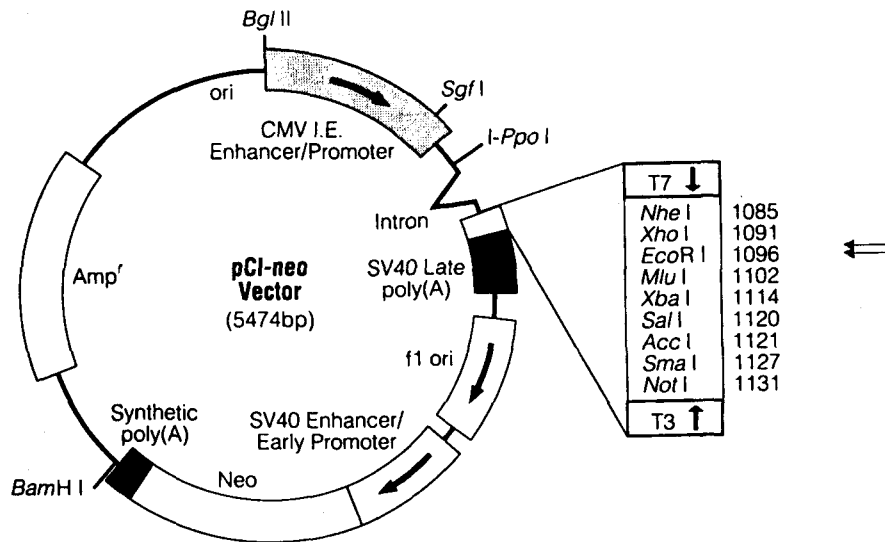 Bgl II
ori
Sgf I
CMV I.E.
Enhancer/Promoter
I-Ppo I
Intron
T7
Nhe I 1085
Xho I 1091
EcoR I 1096
Mlu I 1102
Xba I 1114
Sal I 1120
Acc I 1121
Sma I 1127
Not I 1131
T3
Ampr
pCI-neo
Vector
(5474bp)
SV40 Late
poly(A)
f1 ori
SV40 Enhancer/
Early Promoter
Synthetic
poly(A)
Neo
BamH I